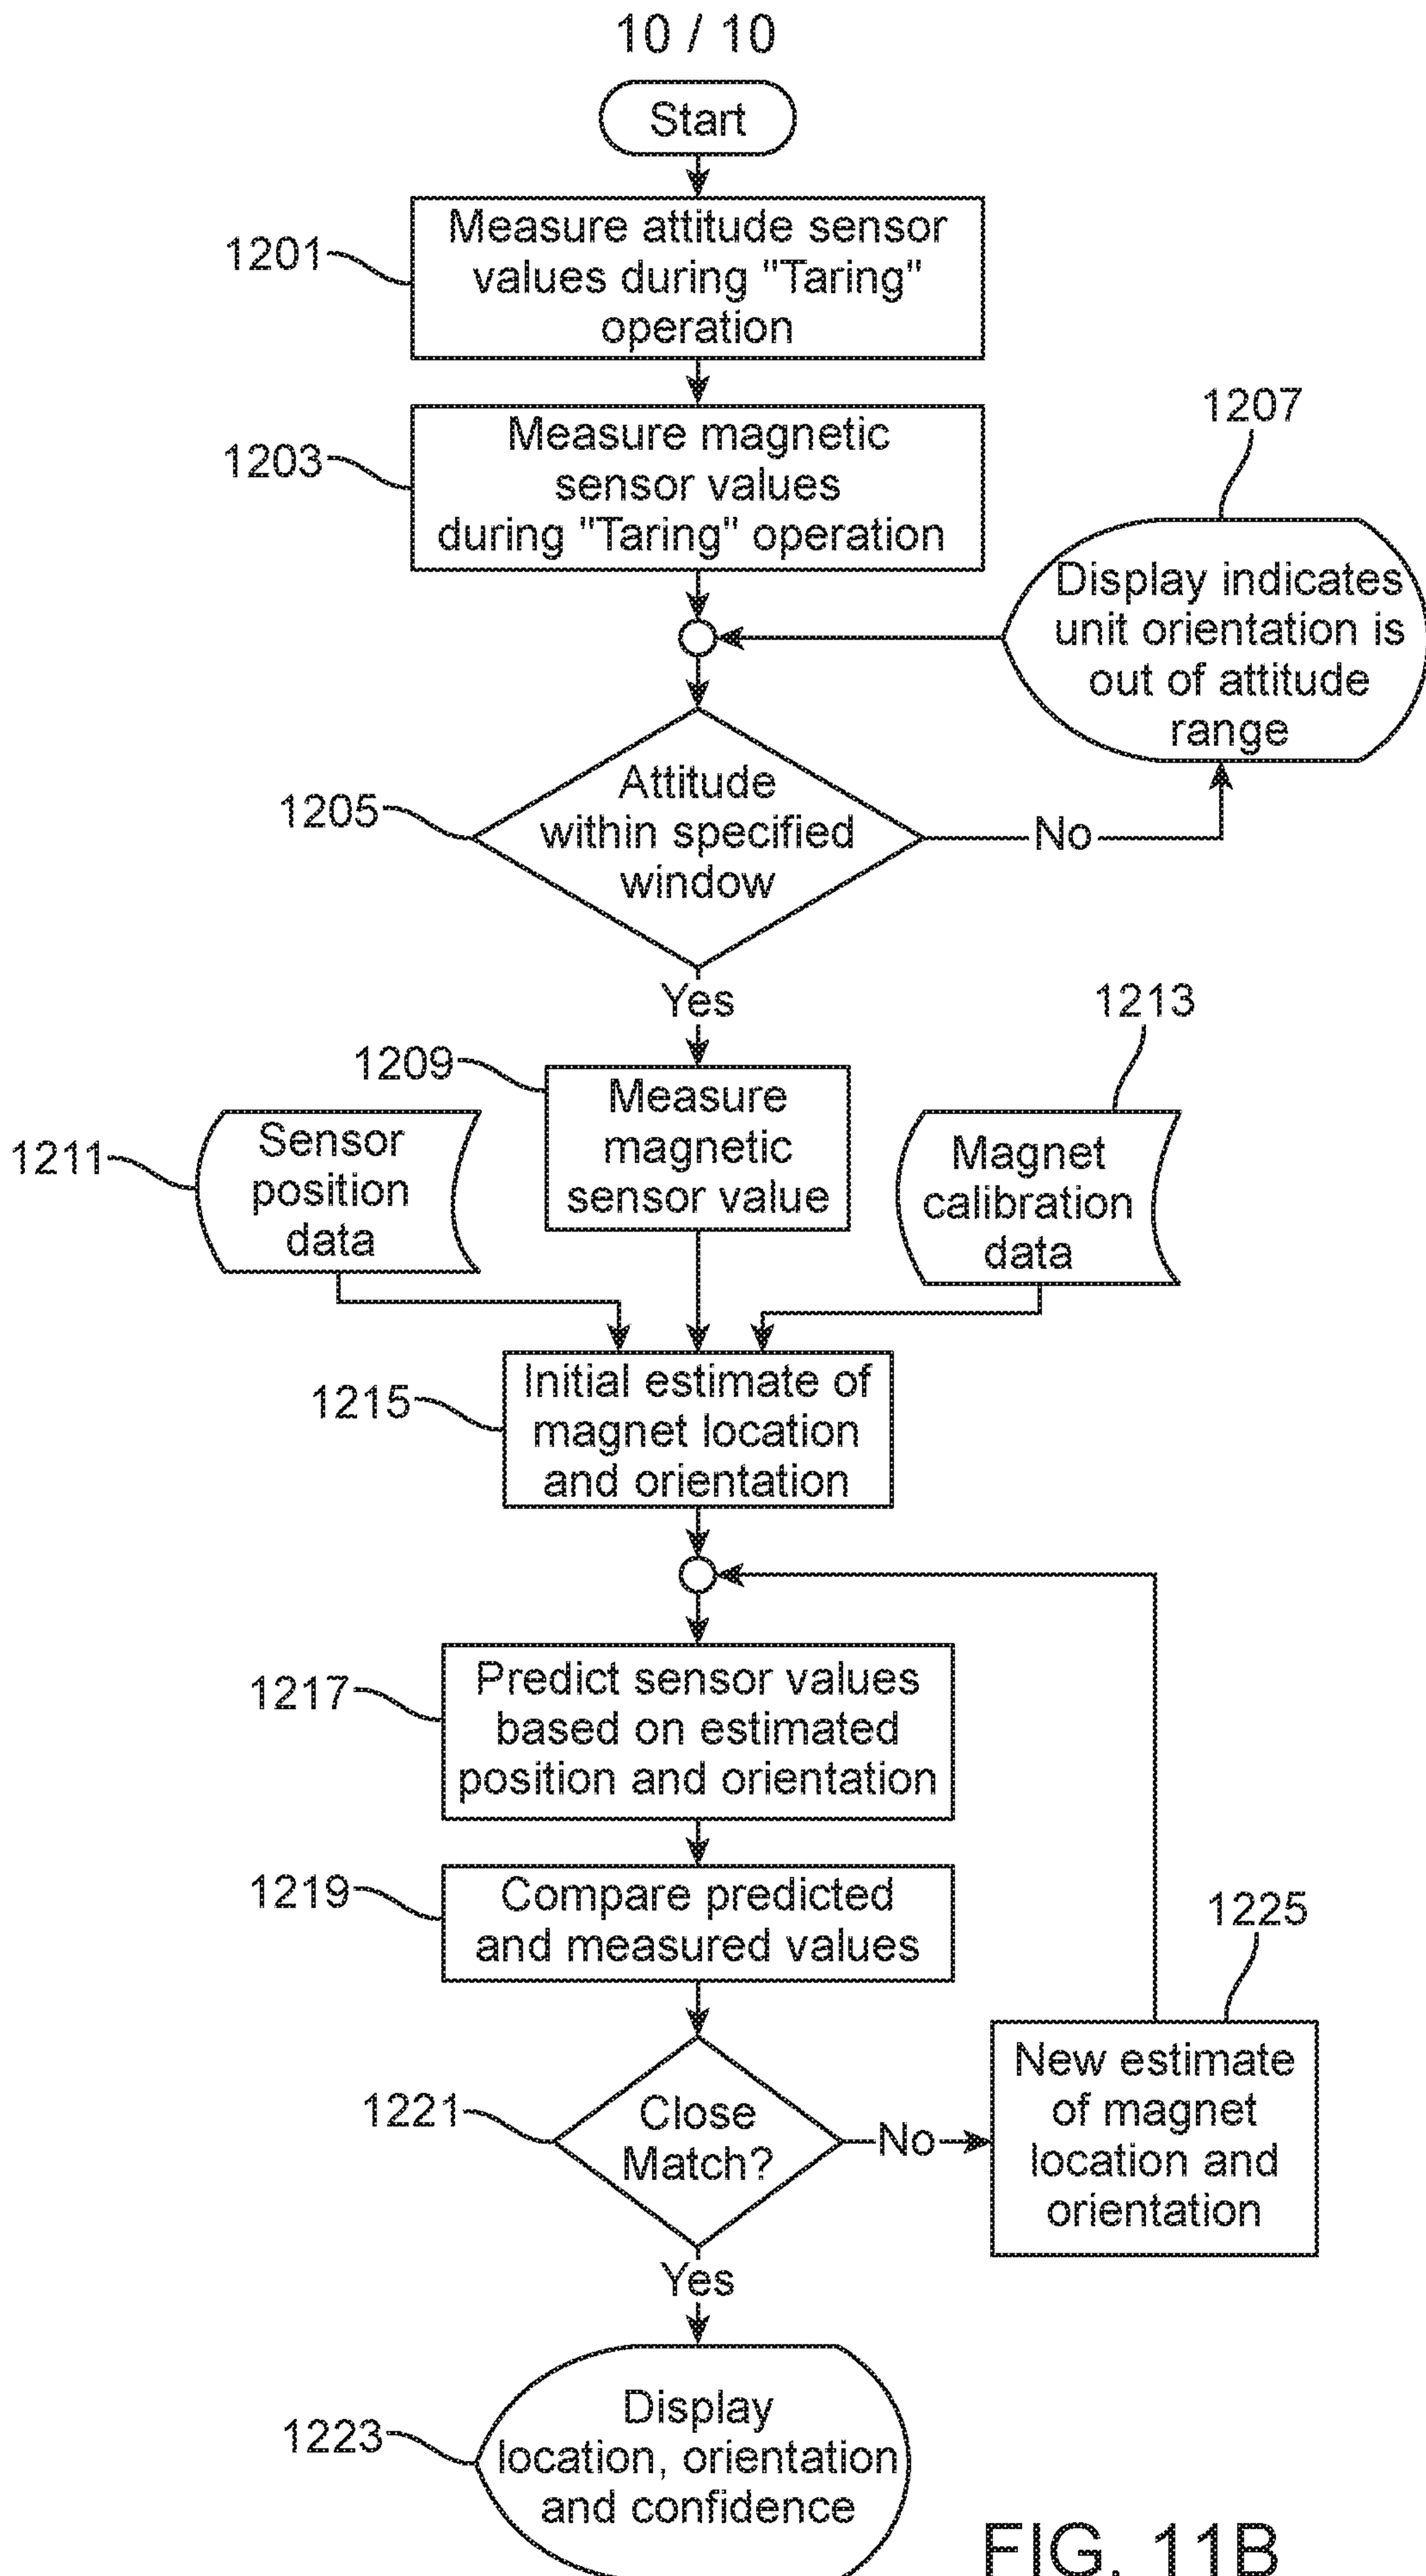 10 / 10
Start
1201
Measure attitude sensor
values during "Taring"
operation
1203
Measure magnetic
sensor values
during "Taring" operation
1207
Display indicates
unit orientation is
out of attitude
range
1205
Attitude
within specified
window
No
Yes
1209
Measure
magnetic
sensor value
1211
Sensor
position
data
1213
Magnet
calibration
data
1215
Initial estimate of
magnet location
and orientation
1217
Predict sensor values
based on estimated
position and orientation
1219
Compare predicted
and measured values
1221
Close
Match?
No
1225
New estimate
of magnet
location and
orientation
Yes
1223
Display
location, orientation
and confidence
FIG. 11B